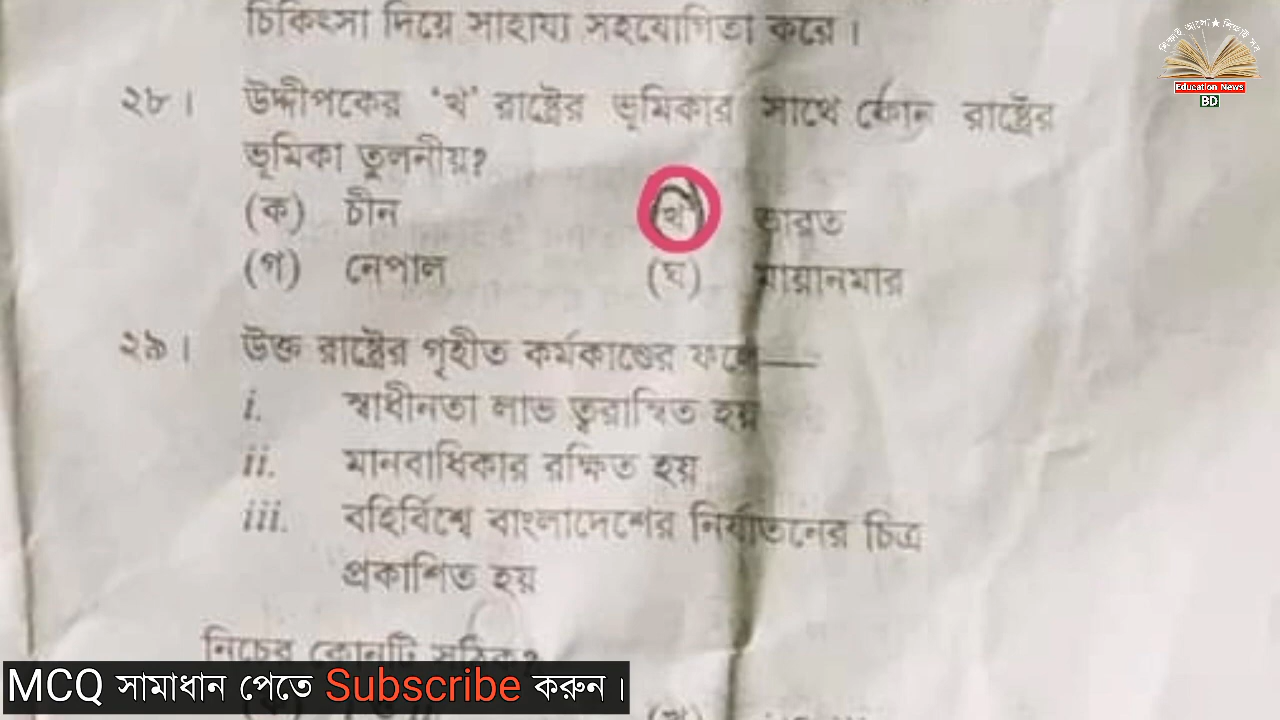 চিকিৎসা দিয়ে সাহায্য সহযোগিতা করে।
Education News
BD
২৮। উদ্দীপকের 'খ' রাষ্ট্রের ভূমিকার সাথে কোন রাষ্ট্রের
ভূমিকা তুলনীয়?
(ক) চীন (খ) ভারত
(গ) নেপাল (ঘ) মায়ানমার
২৯। উক্ত রাষ্ট্রের গৃহীত কর্মকাণ্ডের ফলে—
i. স্বাধীনতা লাভ ত্বরান্বিত হয়
ii. মানবাধিকার রক্ষিত হয়
iii. বহির্বিশ্বে বাংলাদেশের নির্যাতনের চিত্র
প্রকাশিত হয়
নিচের কোনটি সঠিক?
MCQ সামাধান পেতে Subscribe করুন।